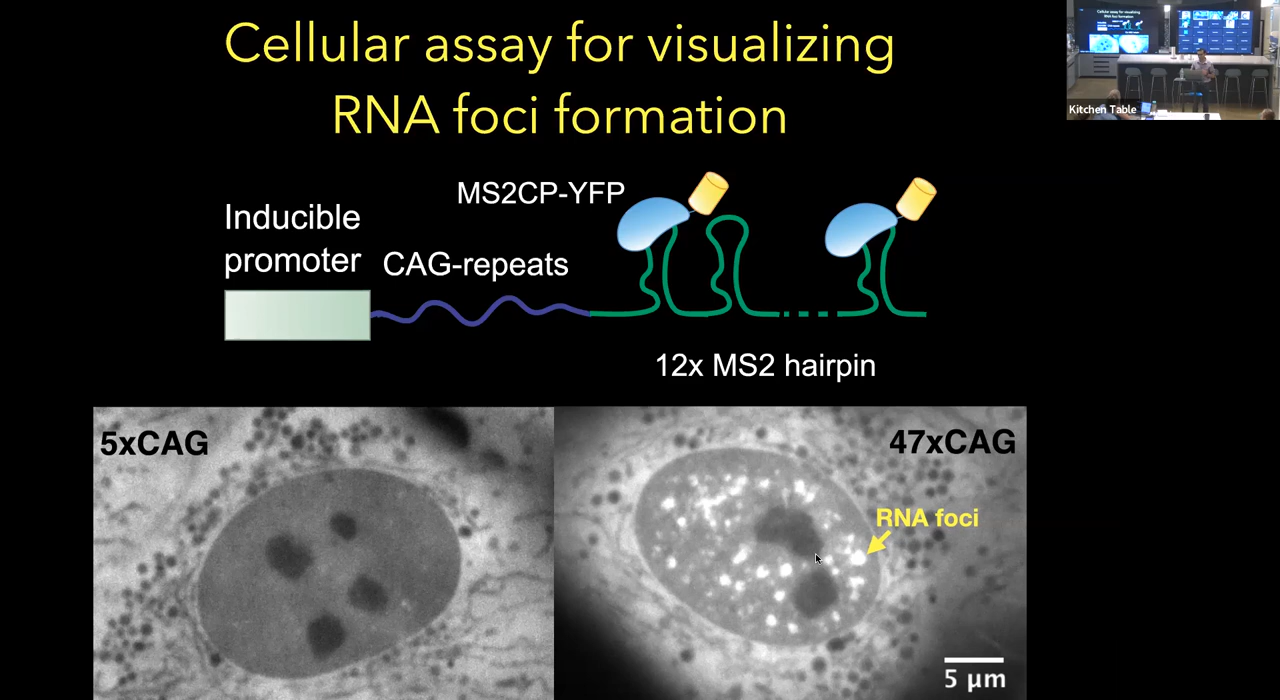 Cellular assay for visualizing
RNA foci formation
Kitchen Table
MS2CP-YFP
Inducible
promoter
CAG-repeats
12x MS2 hairpin
5xCAG
47xCAG
RNA foci
5 μm